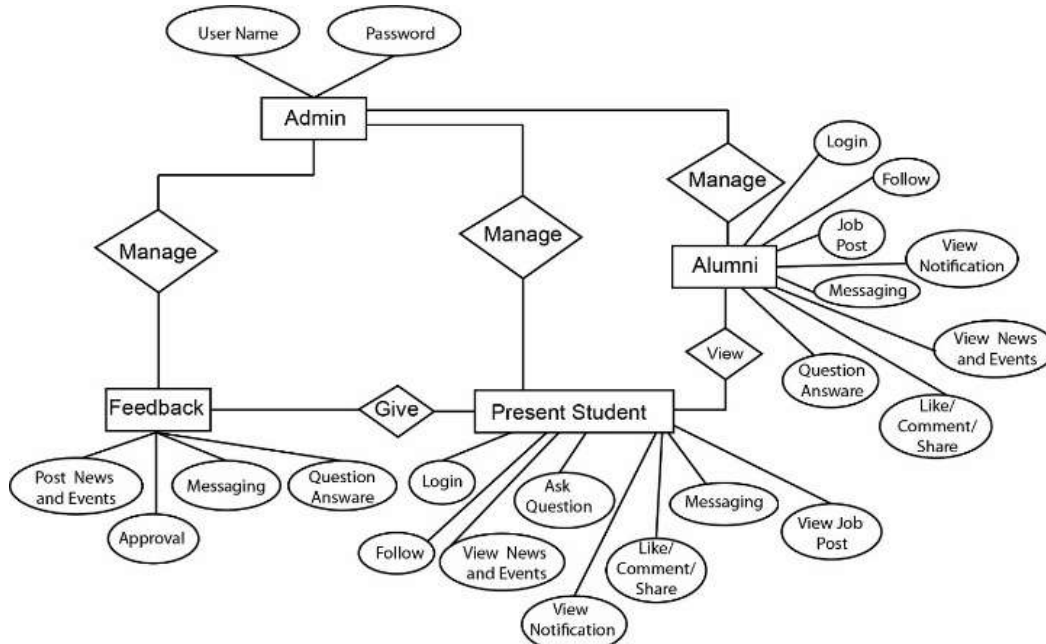 User Name
Password
Admin
Manage
Manage
Manage
Login
Follow
Job
Post
View
Notification
Alumni
Messaging
View News
and Events
View
Question
Answare
Like/
Comment/
Share
Feedback
Give
Present Student
Post News
and Events
Messaging
Question
Answare
Approval
Login
Ask
Question
Messaging
View Job
Post
Follow
View News
and Events
Like/
Comment/
Share
View
Notification